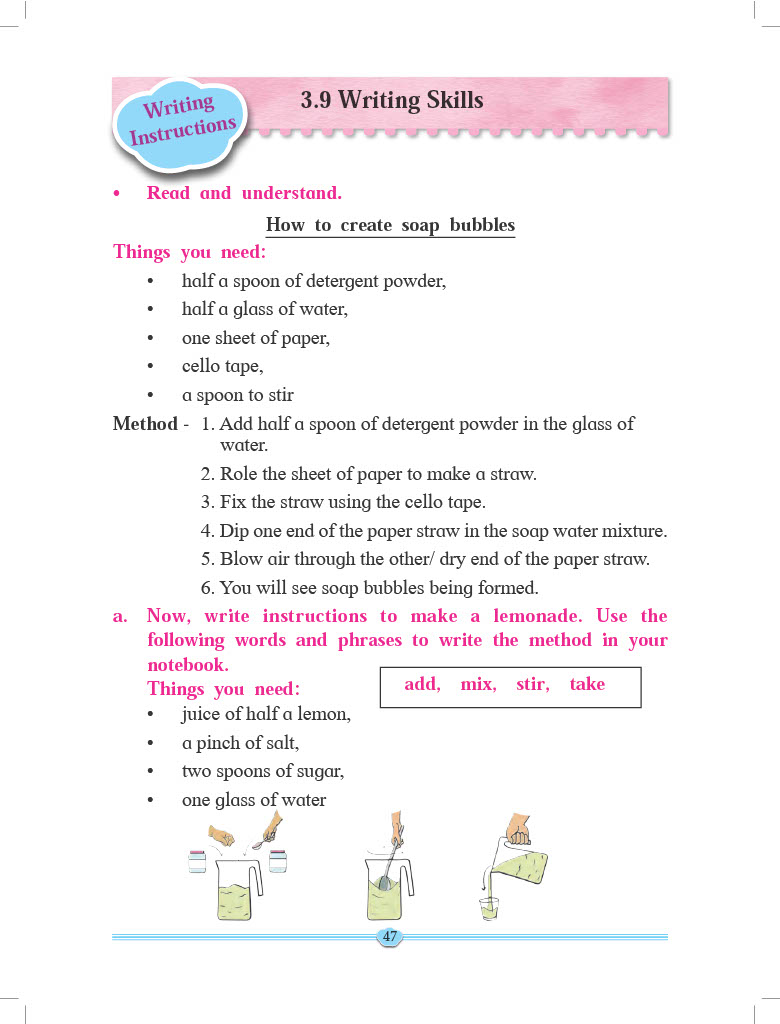 Writing
Instructions
3.9 Writing Skills
• Read and understand.
How to create soap bubbles
Things you need:
• half a spoon of detergent powder,
• half a glass of water,
• one sheet of paper,
• cello tape,
• a spoon to stir
Method - 1. Add half a spoon of detergent powder in the glass of
water.
2. Role the sheet of paper to make a straw.
3. Fix the straw using the cello tape.
4. Dip one end of the paper straw in the soap water mixture.
5. Blow air through the other/ dry end of the paper straw.
6. You will see soap bubbles being formed.
a. Now, write instructions to make a lemonade. Use the
following words and phrases to write the method in your
notebook.
Things you need:
add, mix, stir, take
• juice of half a lemon,
• a pinch of salt,
• two spoons of sugar,
• one glass of water
47